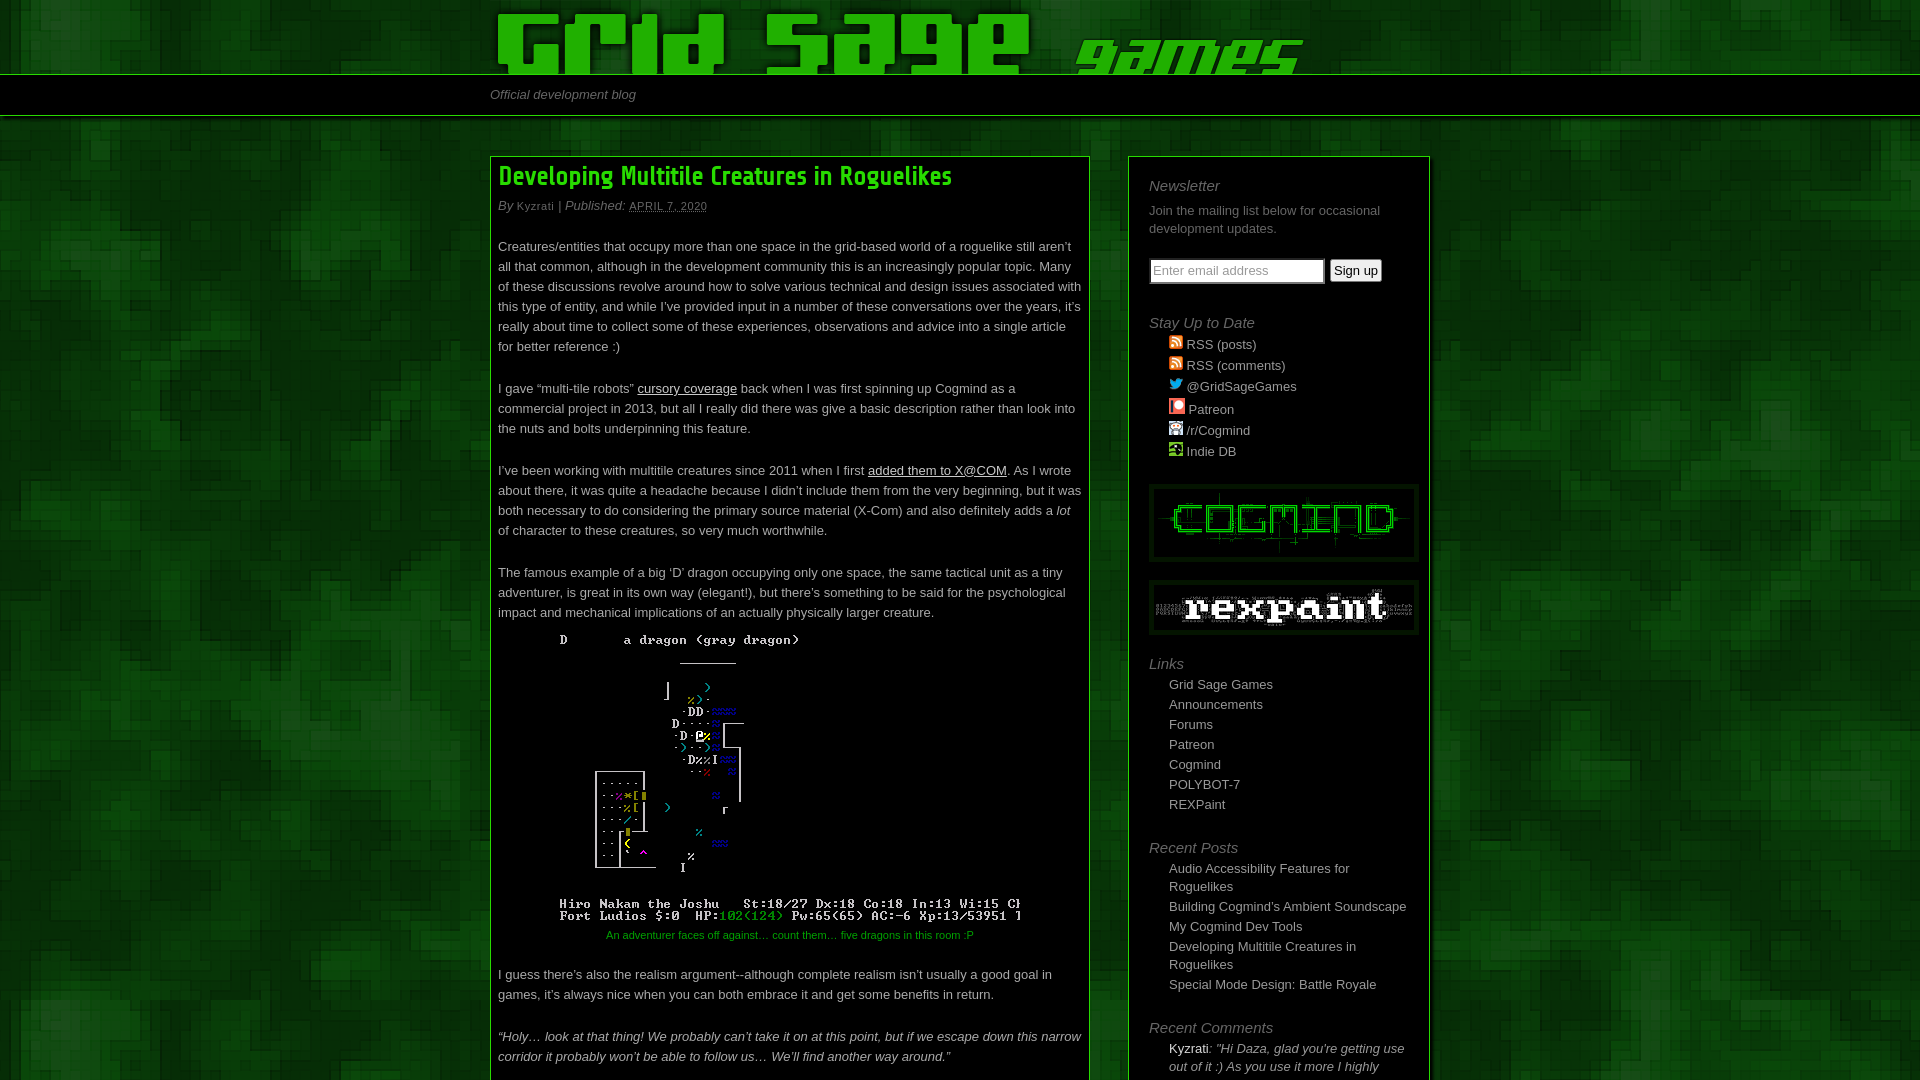 Grid Sage games
Official development blog
Developing Multitile Creatures in Roguelikes
By Kyzrati | Published: APRIL 7, 2020
Creatures/entities that occupy more than one space in the grid-based world of a roguelike still aren’t
all that common, although in the development community this is an increasingly popular topic. Many
of these discussions revolve around how to solve various technical and design issues associated with
this type of entity, and while I’ve provided input in a number of these conversations over the years, it’s
really about time to collect some of these experiences, observations and advice into a single article
for better reference :)
I gave “multi-tile robots” cursory coverage back when I was first spinning up Cogmind as a
commercial project in 2013, but all I really did there was give a basic description rather than look into
the nuts and bolts underpinning this feature.
I’ve been working with multitile creatures since 2011 when I first added them to X@COM. As I wrote
about there, it was quite a headache because I didn’t include them from the very beginning, but it was
both necessary to do considering the primary source material (X-Com) and also definitely adds a lot
of character to these creatures, so very much worthwhile.
The famous example of a big ‘D’ dragon occupying only one space, the same tactical unit as a tiny
adventurer, is great in its own way (elegant!), but there’s something to be said for the psychological
impact and mechanical implications of an actually physically larger creature.
D a dragon (gray dragon)
Hiro Nakam the Joshu St:18/27 Dx:18 Co:18 In:13 Wi:15
Fort Ludios $:0 HP:102(124) Pw:65(65) AC:-6 Xp:13/53951
An adventurer faces off against… count them… five dragons in this room :P
I guess there’s also the realism argument--although complete realism isn’t usually a good goal in
games, it’s always nice when you can both embrace it and get some benefits in return.
“Holy… look at that thing! We probably can’t take it on at this point, but if we escape down this narrow
corridor it probably won’t be able to follow us… We’ll find another way around.”
Newsletter
Join the mailing list below for occasional
development updates.
Enter email address Sign up
Stay Up to Date
RSS (posts)
RSS (comments)
@GridSageGames
Patreon
/r/Cogmind
Indie DB
COGMIND
rexpaint
Links
Grid Sage Games
Announcements
Forums
Patreon
Cogmind
POLYBOT-7
REXPaint
Recent Posts
Audio Accessibility Features for
Roguelikes
Building Cogmind’s Ambient Soundscape
My Cogmind Dev Tools
Developing Multitile Creatures in
Roguelikes
Special Mode Design: Battle Royale
Recent Comments
Kyzrati: "Hi Daza, glad you're getting use
out of it :) As you use it more I highly